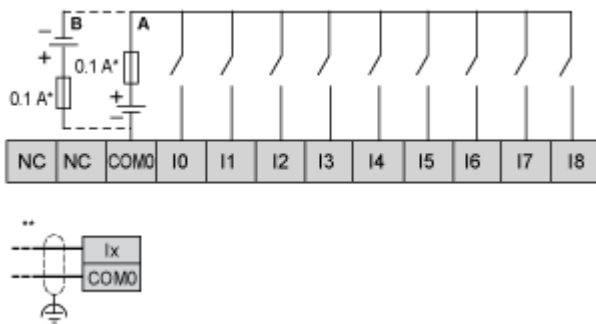 B A
0.1 A*
0.1 A*
NC NC COM0 I0 I1 I2 I3 I4 I5 I6 I7 I8
**
Ix
COM0